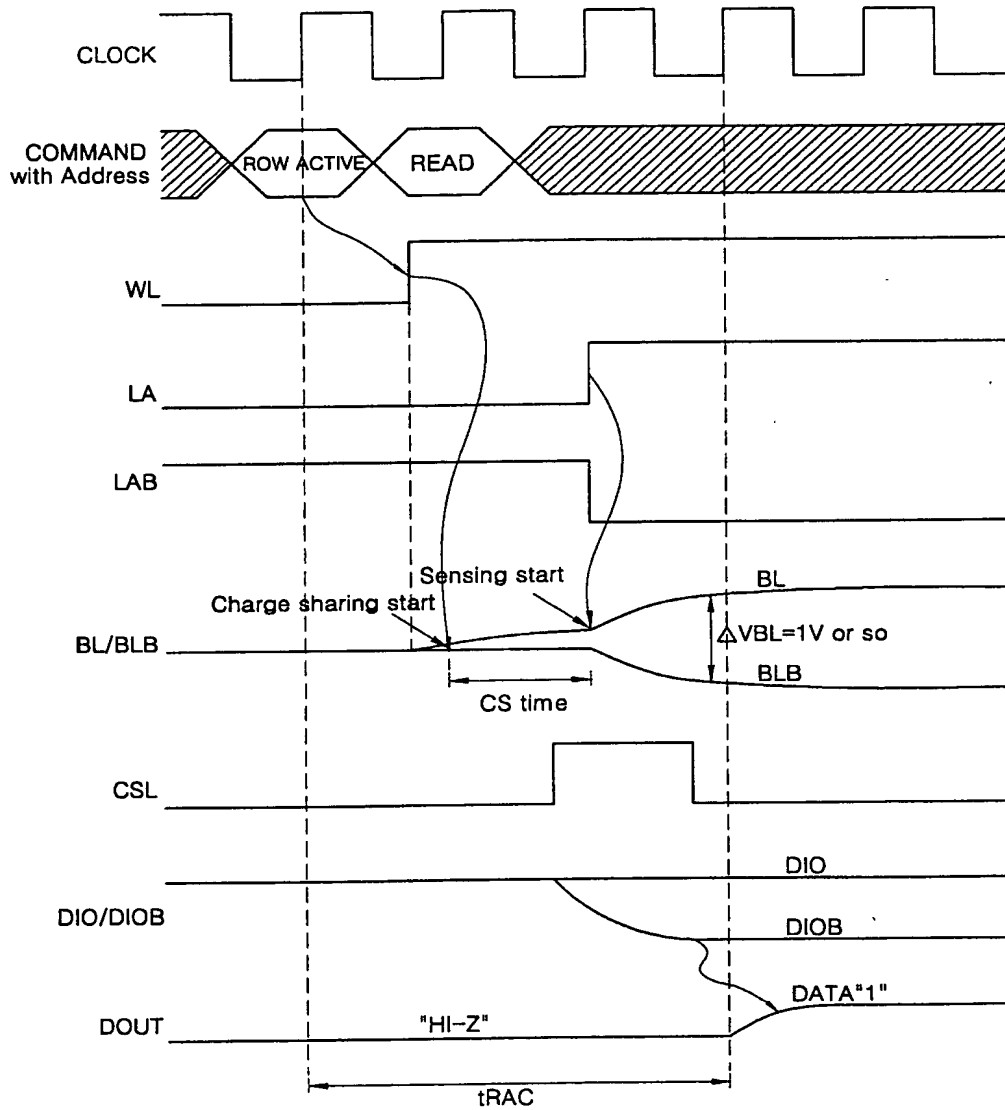 CLOCK
COMMAND
with Address
ROW ACTIVE
READ
WL
LA
LAB
Sensing start
BL
Charge sharing start
BL/BLB
△VBL=1V or so
BLB
CS time
CSL
DIO
DIO/DIOB
DIOB
DATA"1"
DOUT
"HI-Z"
tRAC